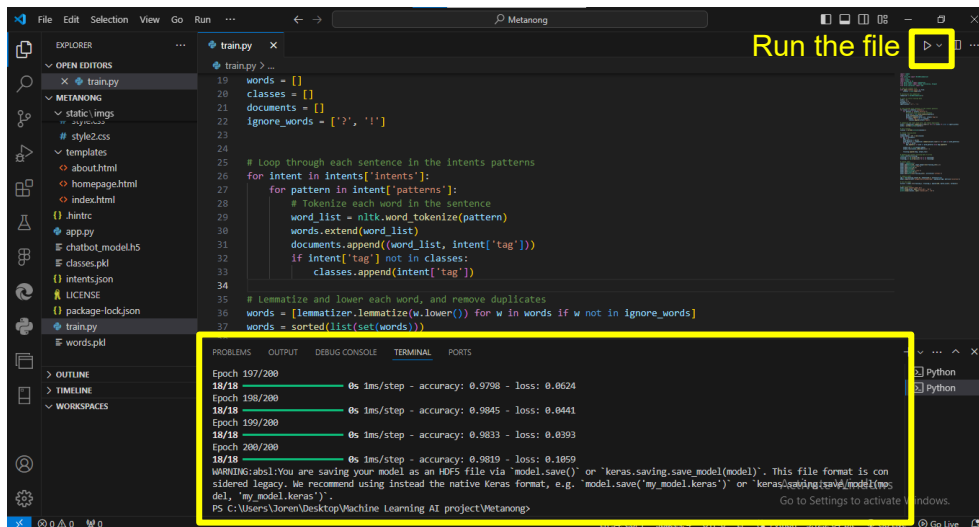 File Edit Selection View Go Run ··· ← → Metanong
EXPLORER ···
OPEN EDITORS
train.py
METANONG
static\imgs
style.css
# style2.css
templates
<> about.html
<> homepage.html
<> index.html
{} .hintrc
app.py
chatbot_model.h5
classes.pkl
{} intents.json
LICENSE
{} package-lock.json
train.py
words.pkl
OUTLINE
TIMELINE
WORKSPACES
train.py ×
Run the file
train.py > ...
19 words = []
20 classes = []
21 documents = []
22 ignore_words = ['?', '!']
23
24
25 # Loop through each sentence in the intents patterns
26 for intent in intents['intents']:
27 for pattern in intent['patterns']:
28 # Tokenize each word in the sentence
29 word_list = nltk.word_tokenize(pattern)
30 words.extend(word_list)
31 documents.append((word_list, intent['tag']))
32 if intent['tag'] not in classes:
33 classes.append(intent['tag'])
34
35 # Lemmatize and lower each word, and remove duplicates
36 words = [lemmatizer.lemmatize(w.lower()) for w in words if w not in ignore_words]
37 words = sorted(list(set(words)))
PROBLEMS OUTPUT DEBUG CONSOLE TERMINAL PORTS
Epoch 197/200
18/18 0s 1ms/step - accuracy: 0.9798 - loss: 0.0624
Epoch 198/200
18/18 0s 1ms/step - accuracy: 0.9845 - loss: 0.0441
Epoch 199/200
18/18 0s 1ms/step - accuracy: 0.9833 - loss: 0.0393
Epoch 200/200
18/18 0s 1ms/step - accuracy: 0.9819 - loss: 0.1059
WARNING:absl:You are saving your model as an HDF5 file via `model.save()` or `keras.saving.save_model(model)`. This file format is con
sidered legacy. We recommend using instead the native Keras format, e.g. `model.save('my_model.keras')` or `keras.saving.save_model(mo
del, 'my_model.keras')`.
PS C:\Users\Joren\Desktop\Machine Learning AI project\Metanong>
Python
Python
Activate Windows
Go to Settings to activate Windows.
0 0 0
Go Live